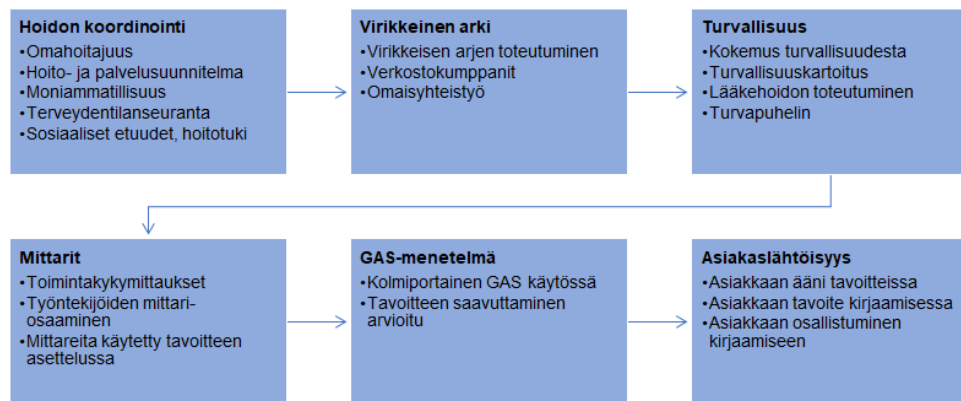 Hoidon koordinointi
•Omahoitajuus
•Hoito- ja palvelusuunnitelma
•Moniammatillisuus
•Terveydentilanseuranta
•Sosiaaliset etuudet, hoitotuki
Virikkeinen arki
•Virikkeisen arjen toteutuminen
•Verkostokumppanit
•Omaisyhteistyö
Turvallisuus
•Kokemus turvallisuudesta
•Turvallisuuskartoitus
•Lääkehoidon toteutuminen
•Turvapuhelin
Mittarit
•Toimintakykymittaukset
•Työntekijöiden mittari-
osaaminen
•Mittareita käytetty tavoitteen
asettelussa
GAS-menetelmä
•Kolmiportainen GAS käytössä
•Tavoitteen saavuttaminen
arvioitu
Asiakaslähtöisyys
•Asiakkaan ääni tavoitteissa
•Asiakkaan tavoite kirjaamisessa
•Asiakkaan osallistuminen
kirjaamiseen